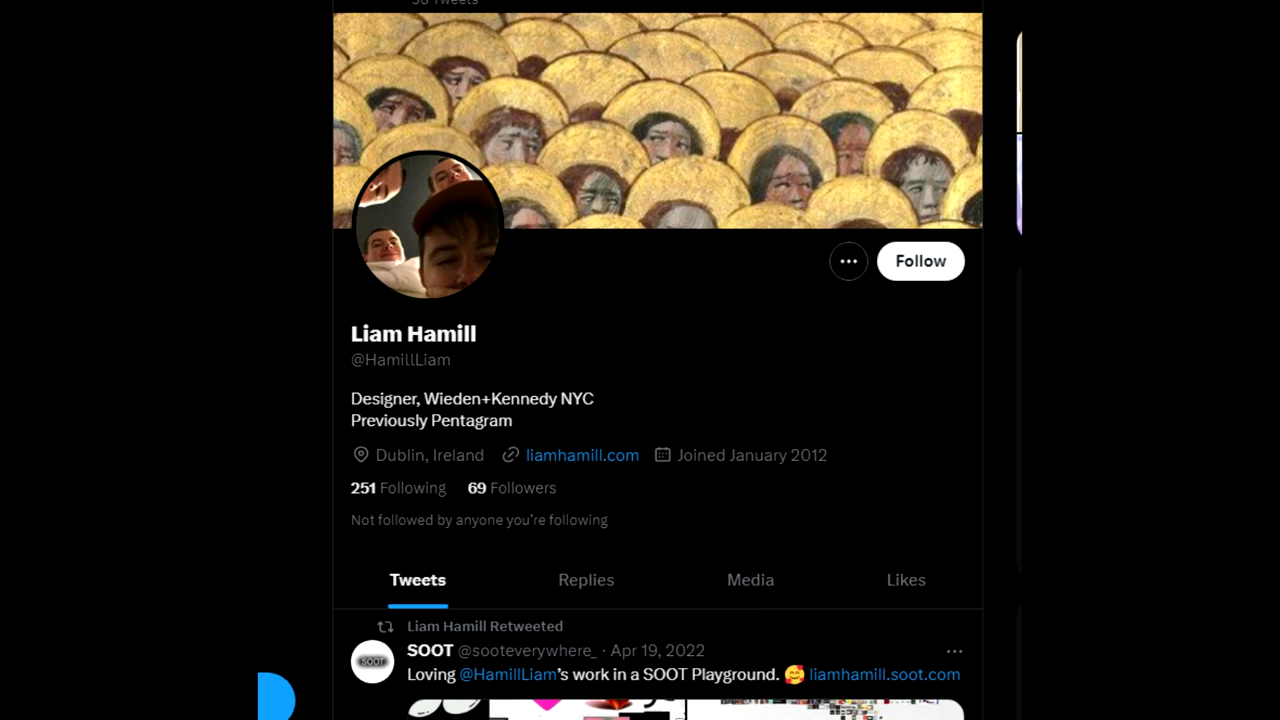 58 Tweets
Follow
Liam Hamill
@HamillLiam
Designer, Wieden+Kennedy NYC
Previously Pentagram
Dublin, Ireland liamhamill.com Joined January 2012
251 Following 69 Followers
Not followed by anyone you're following
Tweets Replies Media Likes
Liam Hamill Retweeted
SOOT @sooteverywhere_ · Apr 19, 2022
SOOT
Loving @HamillLiam's work in a SOOT Playground. 🥰 liamhamill.soot.com